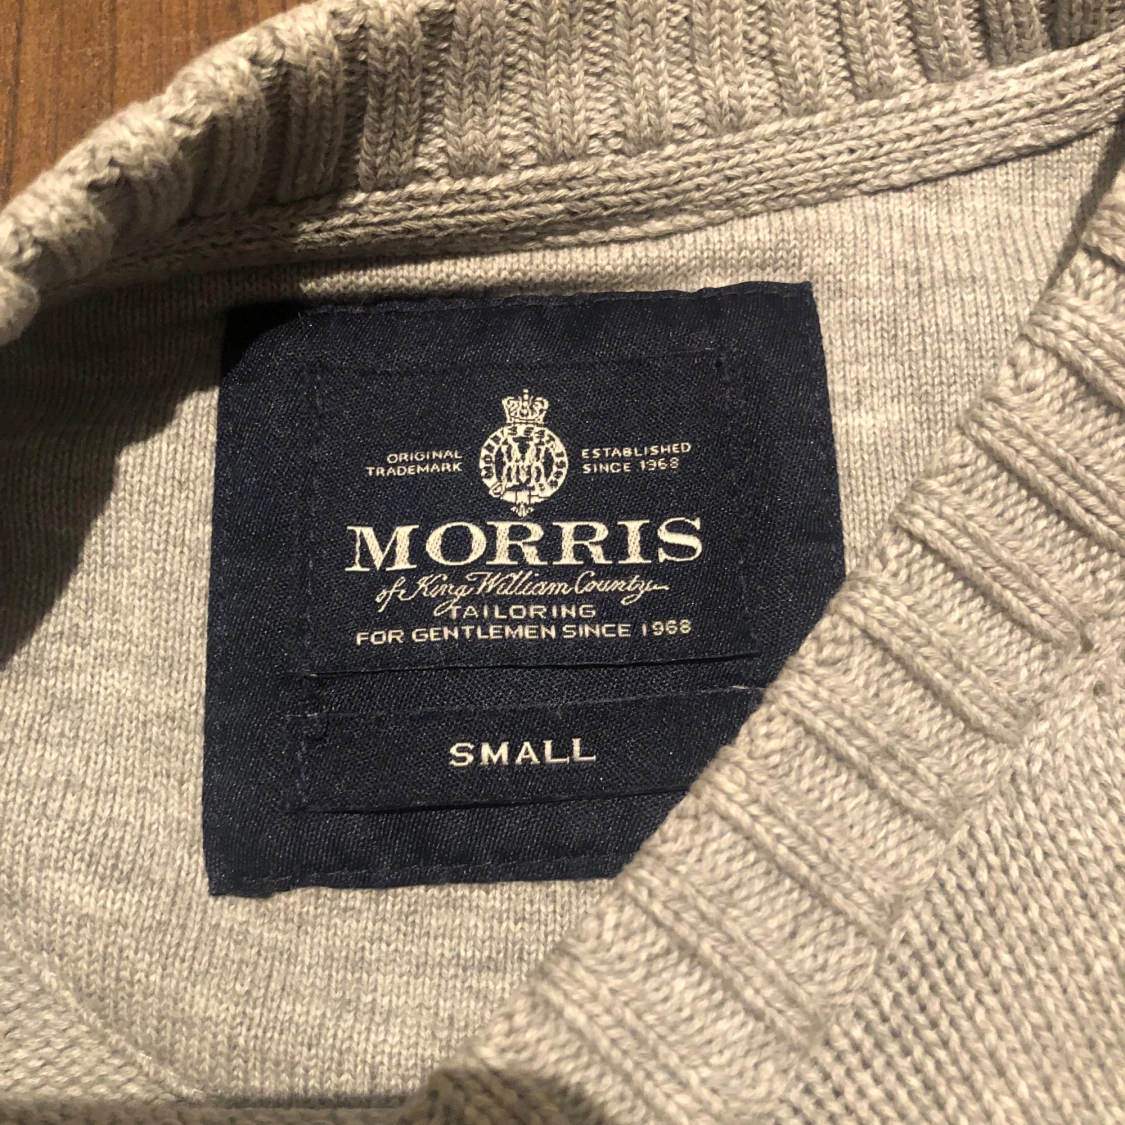 ORIGINAL
TRADEMARK
ESTABLISHED
SINCE 1968
MORRIS
of King William County
TAILORING
FOR GENTLEMEN SINCE 1968
SMALL